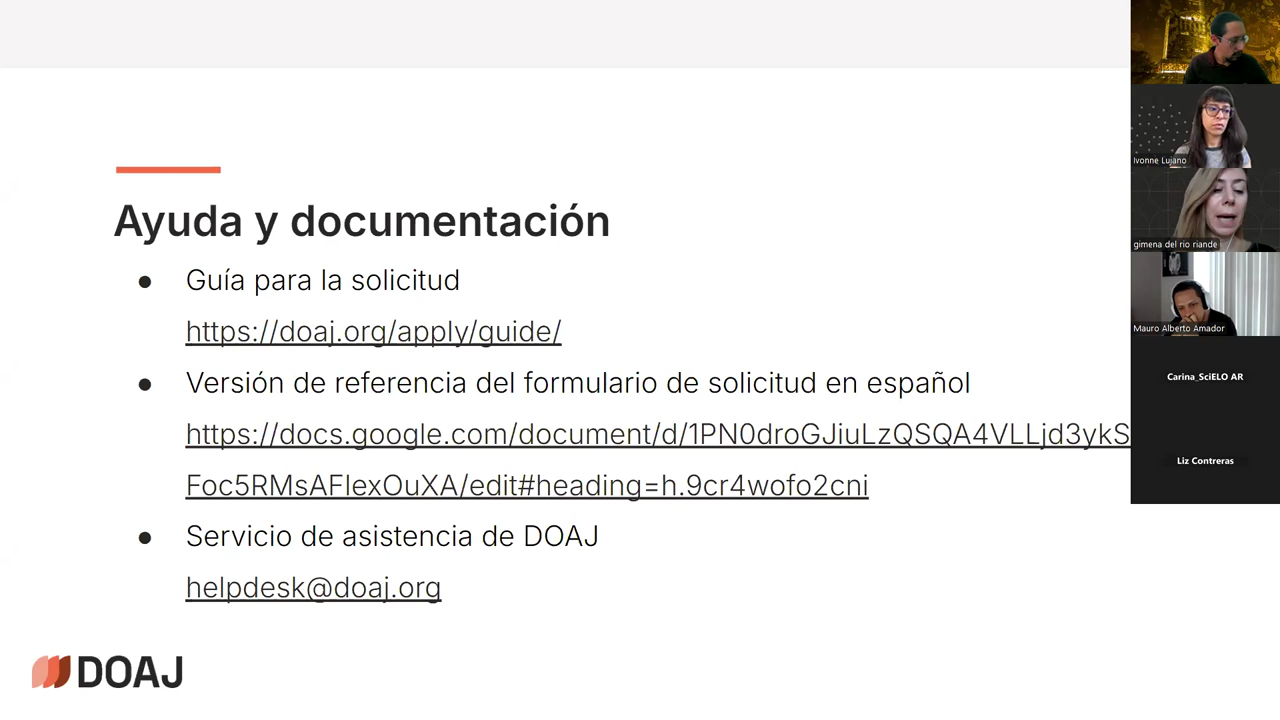 Ayuda y documentación
● Guía para la solicitud
https://doaj.org/apply/guide/
● Versión de referencia del formulario de solicitud en español
https://docs.google.com/document/d/1PN0droGJiuLzQSQA4VLLjd3ykS
Foc5RMsAFlexOuXA/edit#heading=h.9cr4wofo2cni
● Servicio de asistencia de DOAJ
helpdesk@doaj.org
DOAJ
Ivonne Lujano
gimena del rio riande
Mauro Alberto Amador
Carina_SciELO AR
Liz Contreras